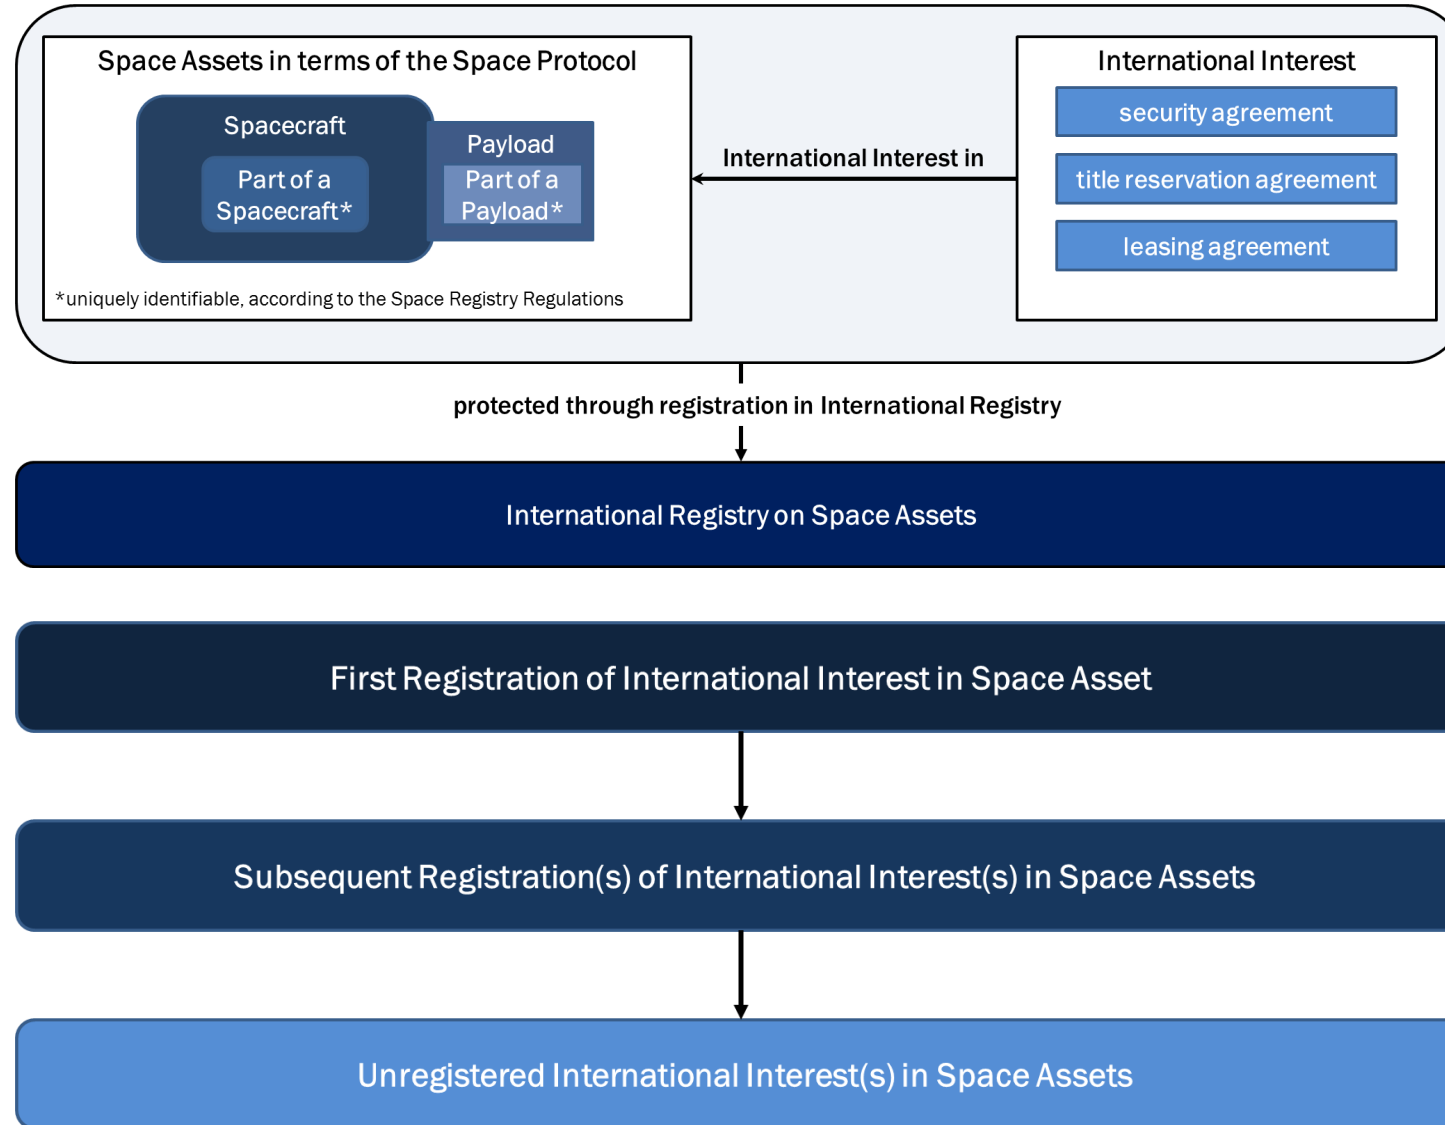 Space Assets in terms of the Space Protocol
Spacecraft
Part of a
Spacecraft*
Payload
Part of a
Payload*
*uniquely identifiable, according to the Space Registry Regulations
International Interest in
International Interest
security agreement
title reservation agreement
leasing agreement
protected through registration in International Registry
International Registry on Space Assets
First Registration of International Interest in Space Asset
Subsequent Registration(s) of International Interest(s) in Space Assets
Unregistered International Interest(s) in Space Assets